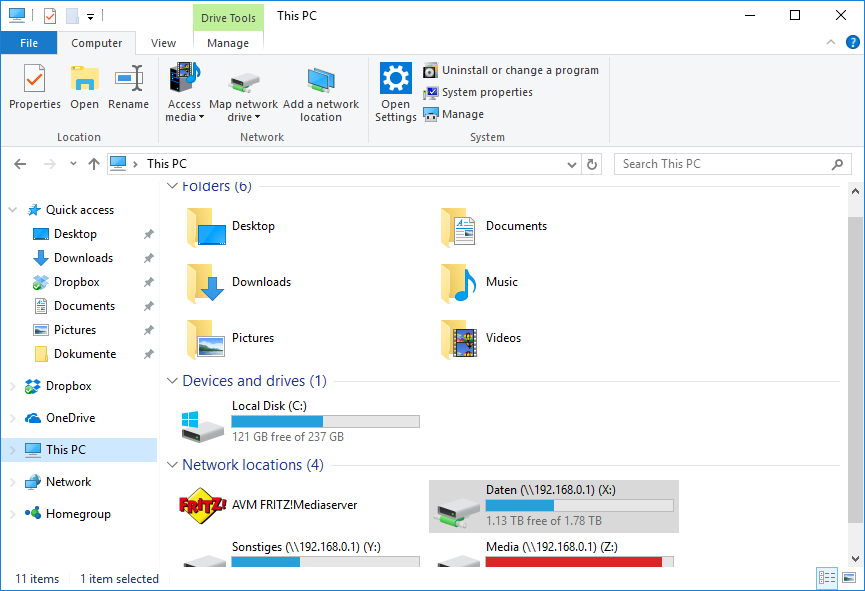 Drive Tools
This PC
File
Computer
View
Manage
Properties
Open
Rename
Access
media
Map network
drive
Add a network
location
Open
Settings
Uninstall or change a program
System properties
Manage
Location
Network
System
This PC
Search This PC
Quick access
Desktop
Downloads
Dropbox
Documents
Pictures
Dokumente
Dropbox
OneDrive
This PC
Network
Homegroup
Folders (6)
Desktop
Documents
Downloads
Music
Pictures
Videos
Devices and drives (1)
Local Disk (C:)
121 GB free of 237 GB
Network locations (4)
FRITZ!
AVM FRITZ!Mediaserver
Daten (\\192.168.0.1) (X:)
1.13 TB free of 1.78 TB
Sonstiges (\\192.168.0.1) (Y:)
Media (\\192.168.0.1) (Z:)
11 items
1 item selected